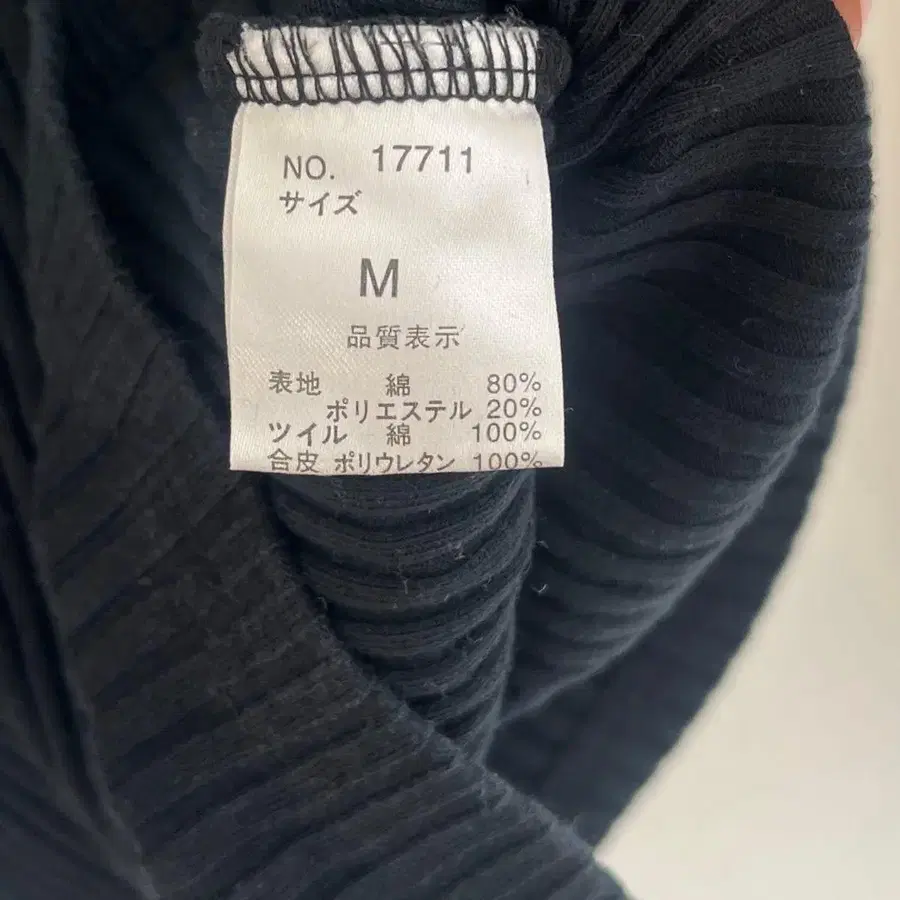 NO. 17711
サイズ
M
品質表示
表地 綿 80%
ポリエステル 20%
ツイル 綿 100%
合皮 ポリウレタン 100%